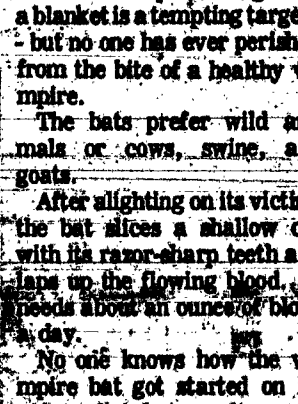 a blanket is a tempting targe
- but no one has ever perish
from the bite of a healthy v
mpire.
The bats prefer wild an
mals or cows, swine, a
goats.
After alighting on its victi
the bat slices a shallow c
with its razor-sharp teeth a
laps up the flowing blood.
needs about an ounce of blo
a day.
No one knows how the v
mpire bat got started on